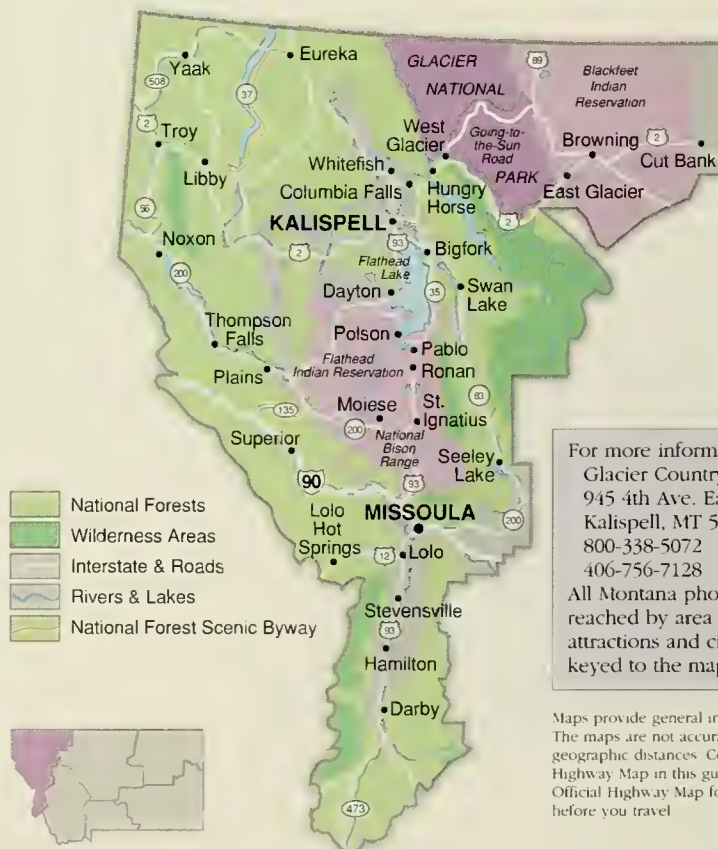 Yaak
Eureka
GLACIER
NATIONAL
PARK
89
Blackfeet
Indian
Reservation
508
37
2
Troy
Libby
West
Glacier
Going-to-
the-Sun
Road
Browning
2
Cut Bank
Whitefish
Columbia Falls
Hungry
Horse
East Glacier
2
56
KALISPELL
Noxon
2
93
Bigfork
Flathead
Lake
200
Dayton
35
Swan
Lake
Thompson
Falls
Polson
Pablo
Plains
Flathead
Indian Reservation
Ronan
135
Moiese
St.
Ignatius
83
200
National
Bison
Range
Superior
Seeley
Lake
90
93
MISSOULA
200
Lolo
Hot
Springs
12
Lolo
Stevensville
93
Hamilton
Darby
473
National Forests
Wilderness Areas
Interstate & Roads
Rivers & Lakes
National Forest Scenic Byway
For more inform
Glacier Country
945 4th Ave. Ea
Kalispell, MT 5
800-338-5072
406-756-7128
All Montana pho
reached by area
attractions and c
keyed to the map
Maps provide general in
The maps are not accura
geographic distances Co
Highway Map in this gu
Official Highway Map fo
before you travel